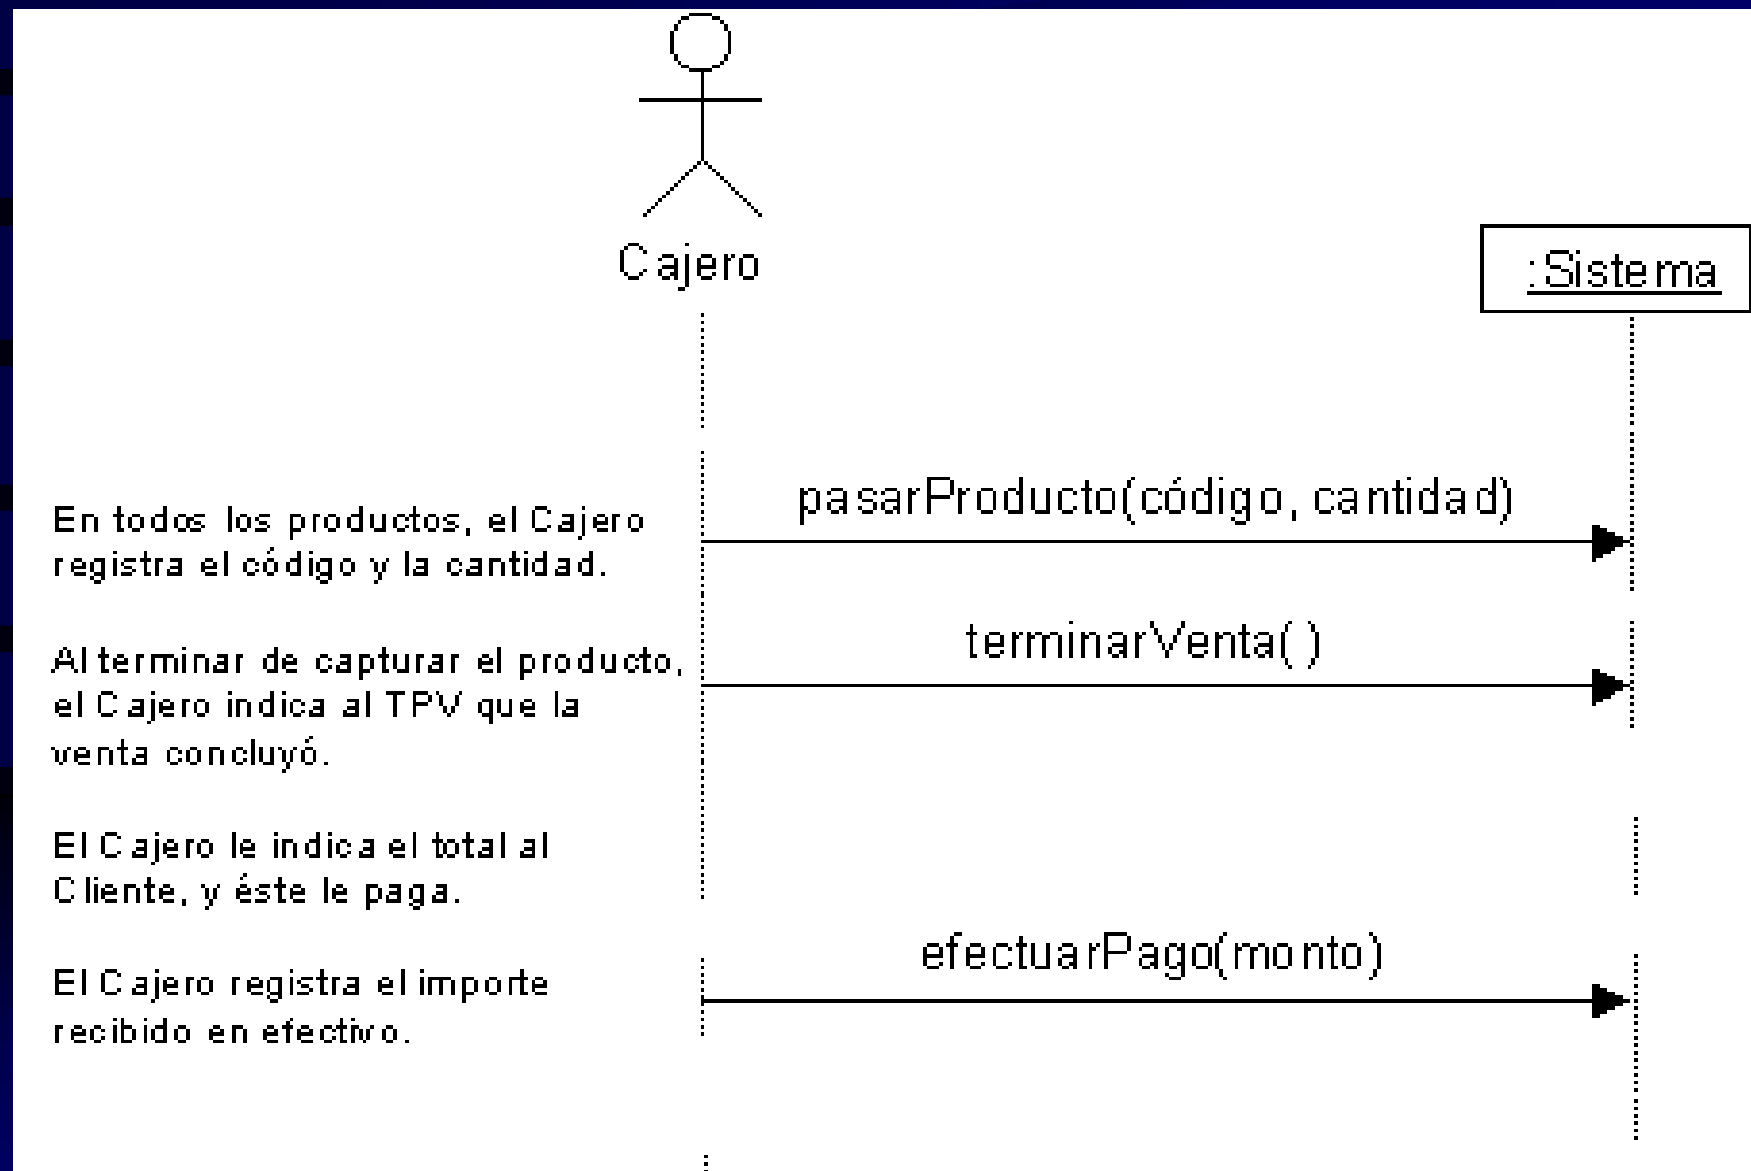 Cajero
:Sistema
pasarProducto(código, cantidad)
En todos los productos, el Cajero
registra el código y la cantidad.
terminarVenta( )
Al terminar de capturar el producto,
el Cajero indica al TPV que la
venta concluyó.
El Cajero le indica el total al
Cliente, y éste le paga.
efectuarPago(monto)
El Cajero registra el importe
recibido en efectivo.